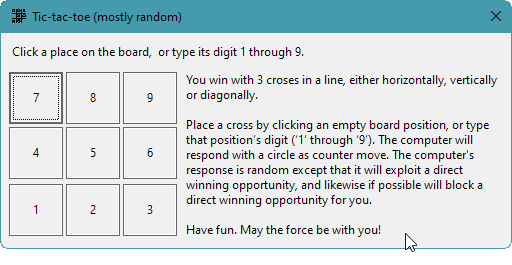 Tic-tac-toe (mostly random)
Click a place on the board,  or type its digit 1 through 9.
7 8 9
4 5 6
1 2 3
You win with 3 croses in a line, either horizontally, vertically
or diagonally.
Place a cross by clicking an empty board position, or type
that position's digit (‘1’ through ‘9’). The computer will
respond with a circle as counter move. The computer's
response is random except that it will exploit a direct
winning opportunity, and likewise if possible will block a
direct winning opportunity for you.
Have fun. May the force be with you!